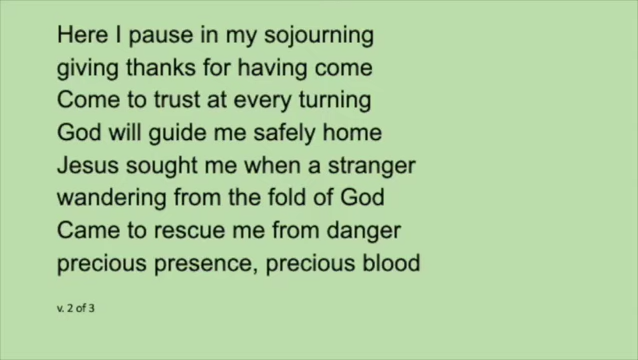 Here I pause in my sojourning
giving thanks for having come
Come to trust at every turning
God will guide me safely home
Jesus sought me when a stranger
wandering from the fold of God
Came to rescue me from danger
precious presence, precious blood
v. 2 of 3